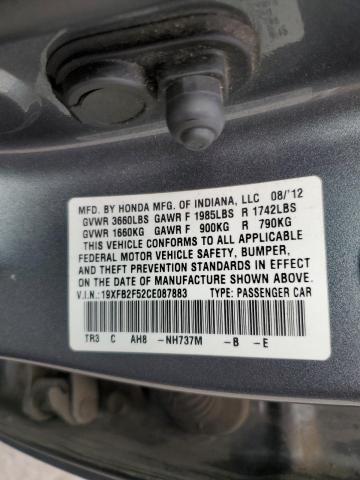 MFD. BY HONDA MFG. OF INDIANA, LLC 08/'12
GVWR 3660LBS GAWR F 1985LBS R 1742LBS
GVWR 1660KG GAWR F 900KG R 790KG
THIS VEHICLE CONFORMS TO ALL APPLICABLE
FEDERAL MOTOR VEHICLE SAFETY, BUMPER,
AND THEFT PREVENTION STANDARDS IN EFFECT
ON THE DATE OF MANUFACTURE SHOWN ABOVE.
V.I.N.: 19XFB2F52CE087883 TYPE: PASSENGER CAR
TR3 C AH8 -NH737M -B -E